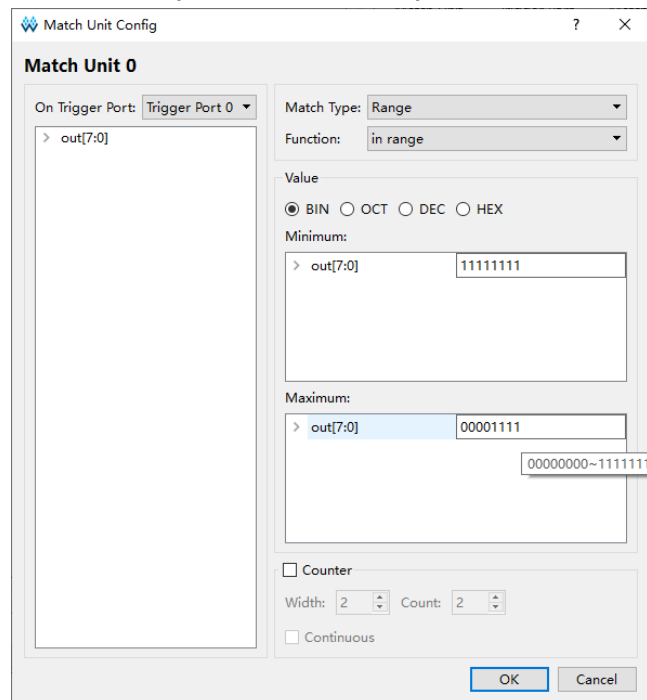 Match Unit Config ? ×
Match Unit 0
On Trigger Port: Trigger Port 0
out[7:0]
Match Type: Range
Function: in range
Value
BIN OCT DEC HEX
Minimum:
out[7:0] 11111111
Maximum:
out[7:0] 00001111
00000000~1111111
Counter
Width: 2 Count: 2
Continuous
OK Cancel